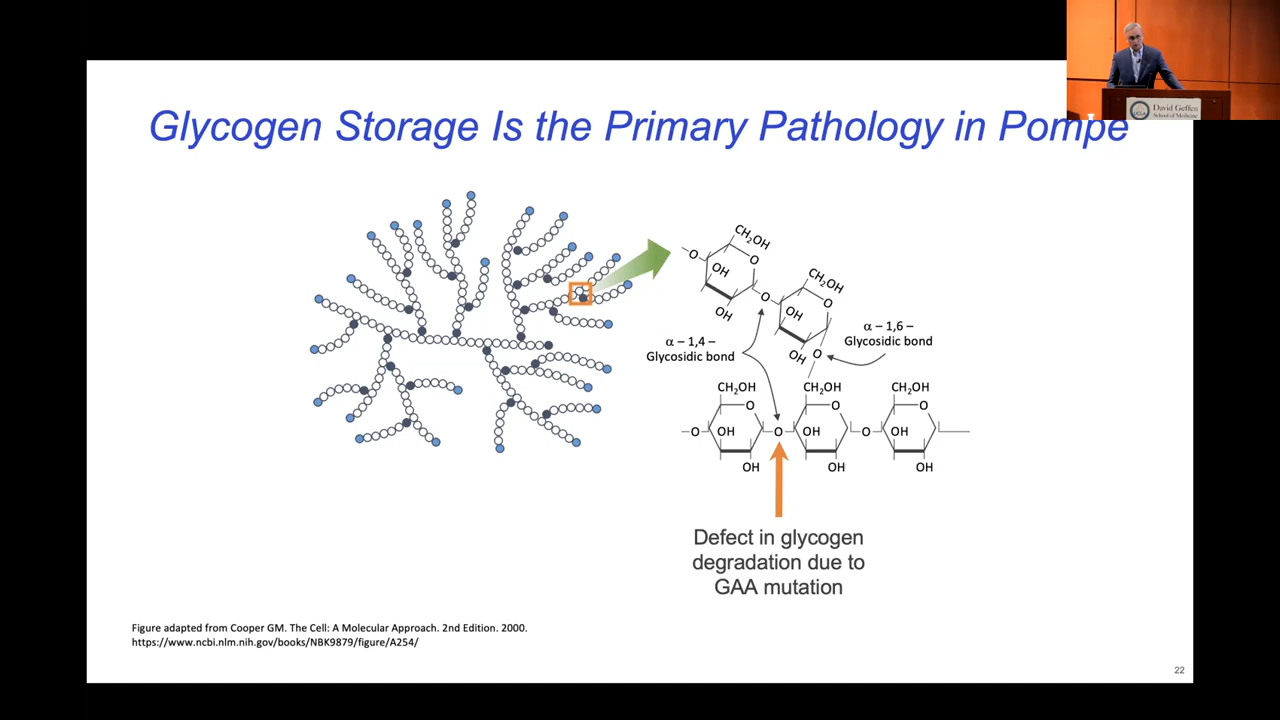 Glycogen Storage Is the Primary Pathology in Pompe
David Geffen
School of Medicine
UCLA
CH2OH
O
O
OH
OH
O
CH2OH
O
OH
OH
O
α – 1,4 –
Glycosidic bond
α – 1,6 –
Glycosidic bond
CH2OH
CH2OH
CH2OH
O
O
O
O
OH
O
OH
O
OH
OH
OH
OH
Defect in glycogen
degradation due to
GAA mutation
Figure adapted from Cooper GM. The Cell: A Molecular Approach. 2nd Edition. 2000.
https://www.ncbi.nlm.nih.gov/books/NBK9879/figure/A254/
22